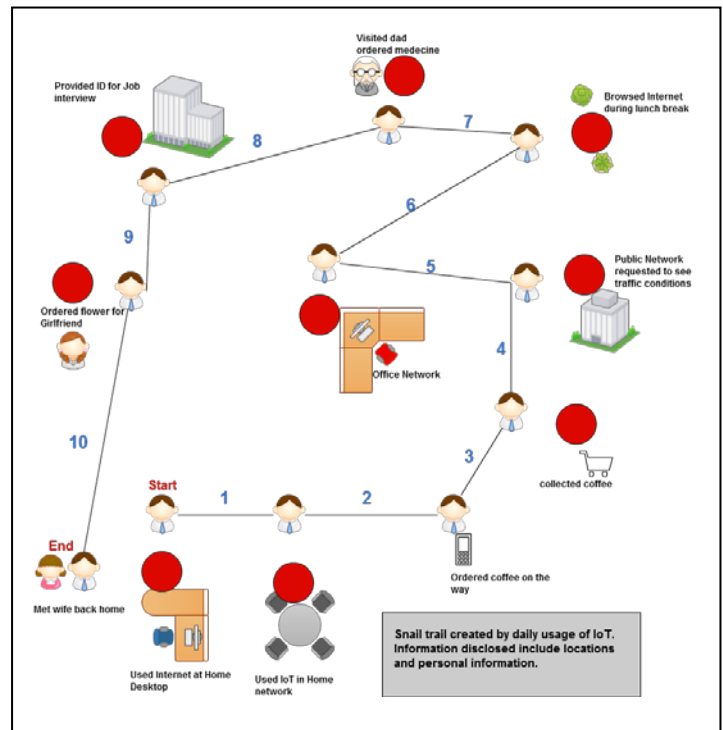 Visited dad
ordered medecine
Provided ID for Job
interview
Browsed Internet
during lunch break
7
8
6
9
5
Public Network
requested to see
traffic conditions
Ordered flower for
Girlfriend
4
Office Network
10
3
collected coffee
Start
1
2
End
Ordered coffee on the
way
Met wife back home
Snail trail created by daily usage of IoT.
Information disclosed include locations
and personal information.
Used Internet at Home
Desktop
Used IoT in Home
network